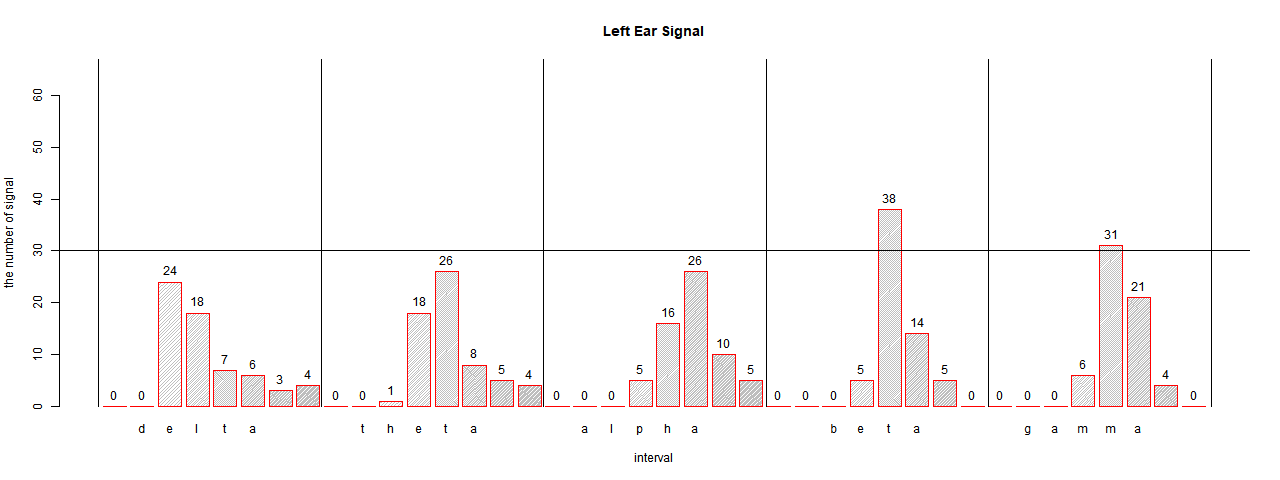 Left Ear Signal
the number of signal
60
50
40
30
20
10
0
0 0 24 18 7 6 3 4 0 0 1 18 26 8 5 4 0 0 0 5 16 26 10 5 0 0 0 5 38 14 5 0 0 0 0 6 31 21 4 0
d e l t a t h e t a a l p h a b e t a g a m m a
interval